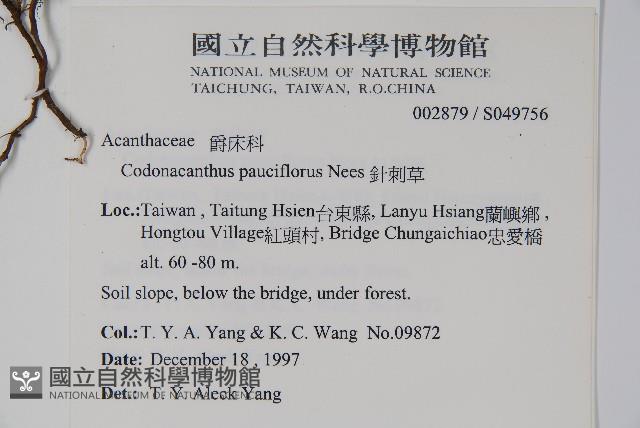 國立自然科學博物館
NATIONAL MUSEUM OF NATURAL SCIENCE
TAICHUNG, TAIWAN, R.O.CHINA
002879 / S049756
Acanthaceae 爵床科
Codonacanthus pauciflorus Nees 針刺草
Loc.:Taiwan , Taitung Hsien台東縣, Lanyu Hsiang蘭嶼鄉 ,
Hongtou Village紅頭村, Bridge Chungaichiao忠愛橋
alt. 60 -80 m.
Soil slope, below the bridge, under forest.
Col.:T. Y. A. Yang & K. C. Wang No.09872
Date: December 18 , 1997
國立自然科學博物館
NATIONAL MUSEUM OF NATURAL SCIENCE
Det.: T. Y. Aleck Yang